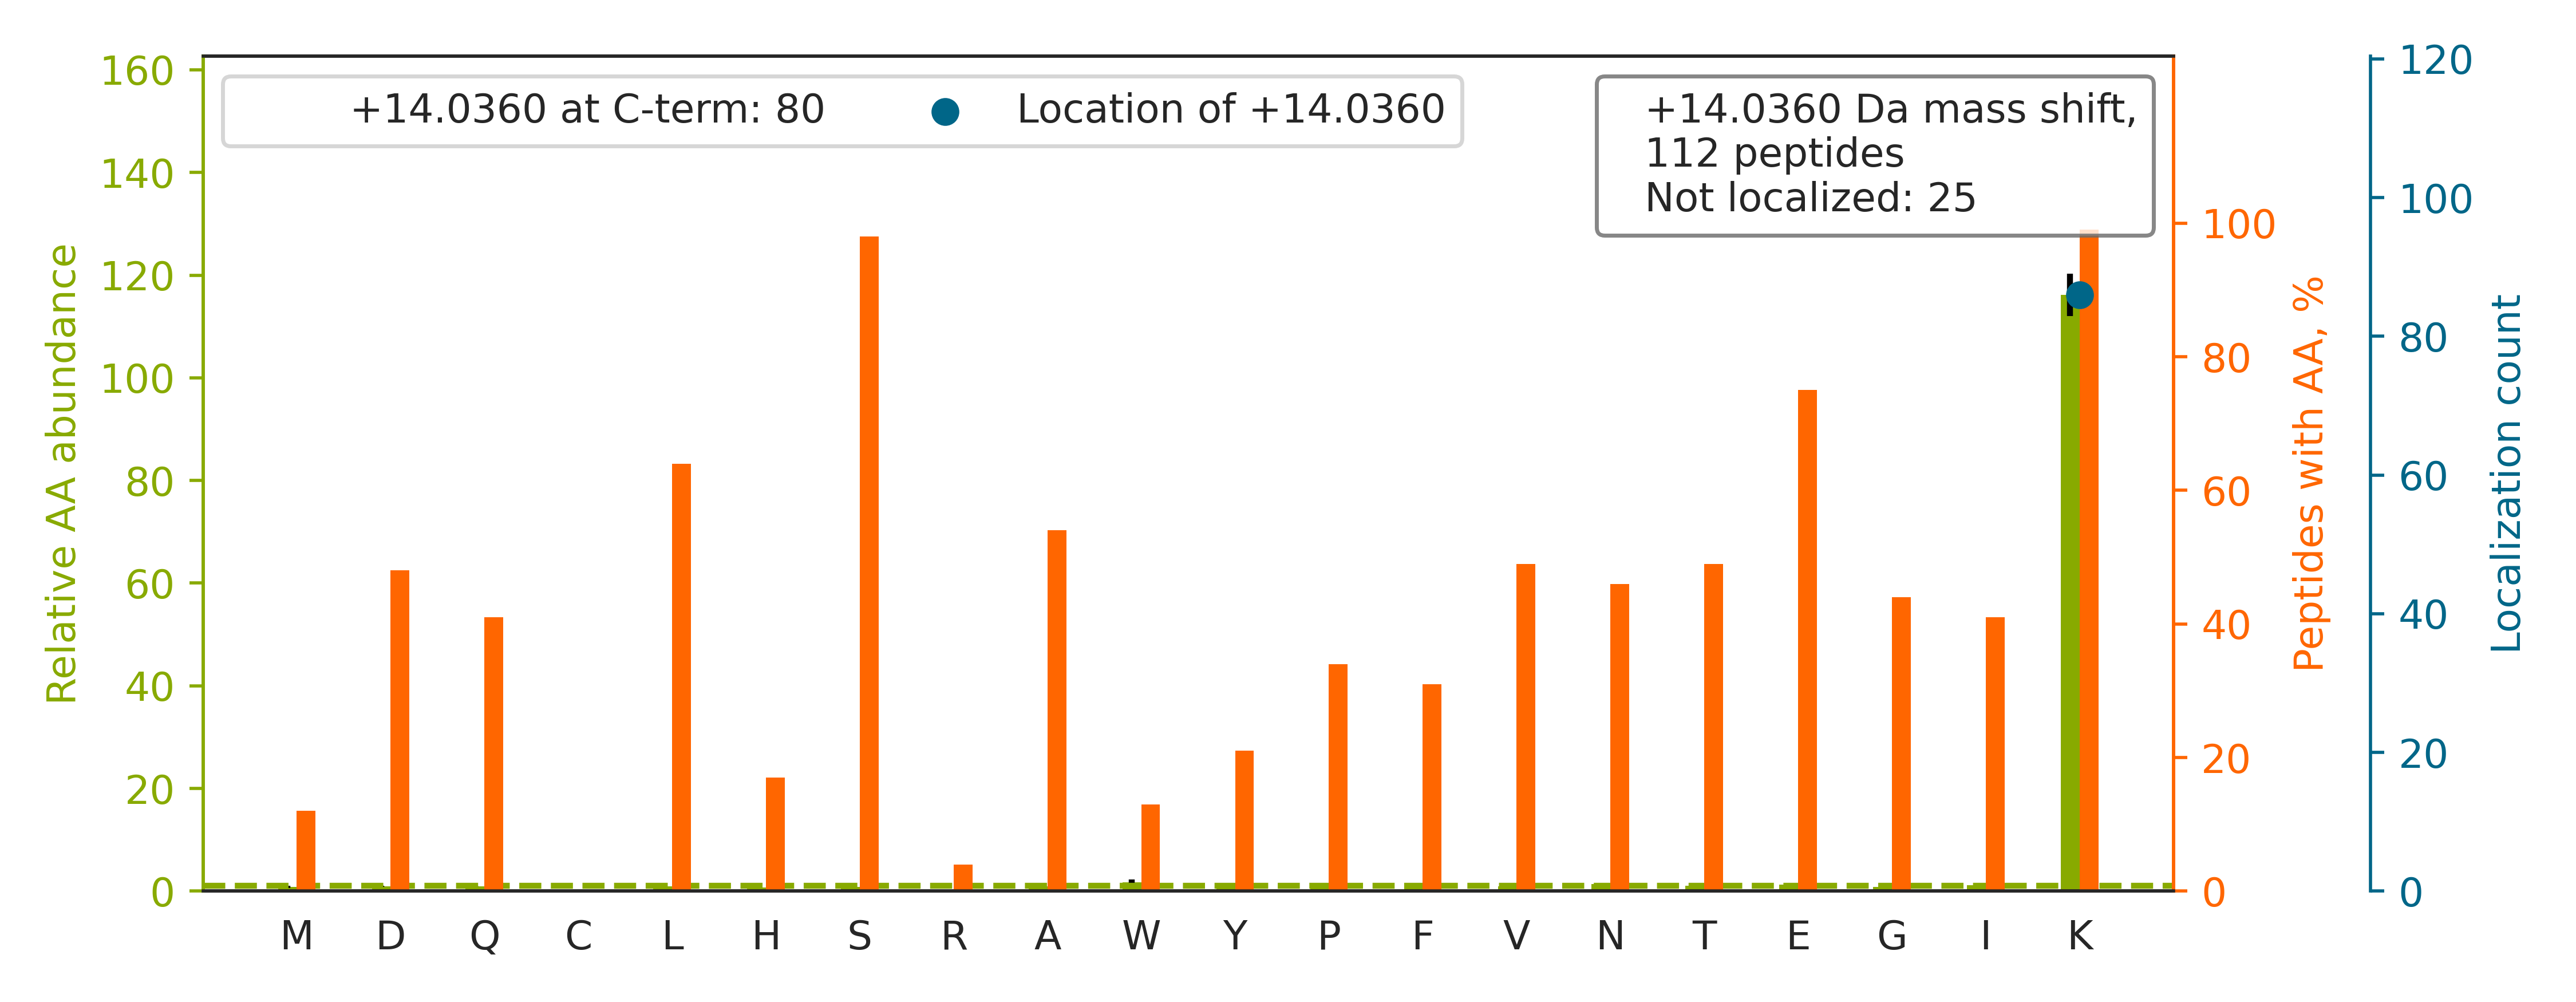 +14.0360 at C-term: 80
Location of +14.0360
+14.0360 Da mass shift,
112 peptides
Not localized: 25
Relative AA abundance
160
140
120
100
80
60
40
20
0
M D Q C L H S R A W Y P F V N T E G I K
100
80
60
40
20
0
Peptides with AA, %
120
100
80
60
40
20
0
Localization count